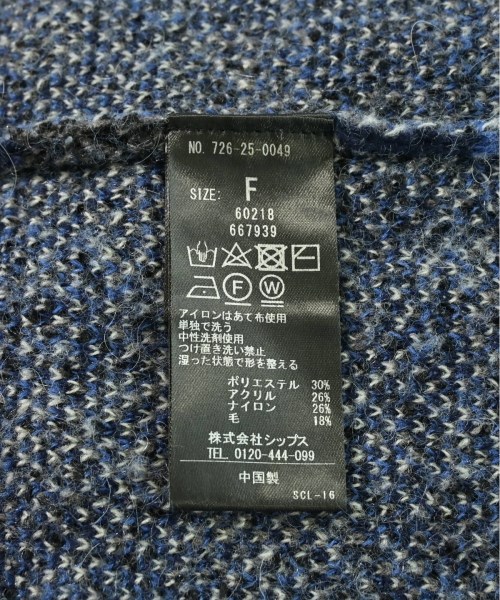 NO. 726-25-0049
SIZE: F
60218
667939
F W
アイロンはあて布使用
単独で洗う
中性洗剤使用
つけ直き洗い禁止
湿った状態で形を整える
ポリエステル 30%
アクリル 26%
ナイロン 26%
毛 18%
株式会社シップス
TEL. 0120-444-099
中国製
SCL-16